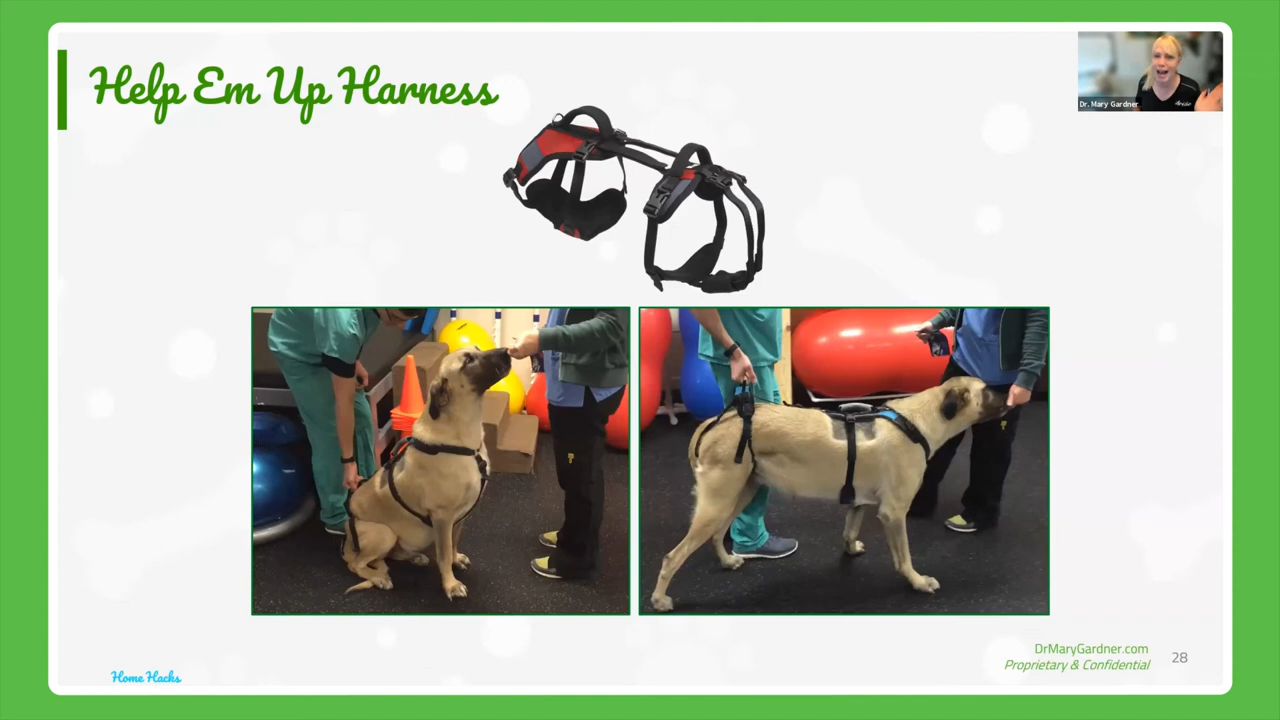 Help Em Up Harness
Dr. Mary Gardner
DrMaryGardner.com
Proprietary & Confidential
28
Home Hacks